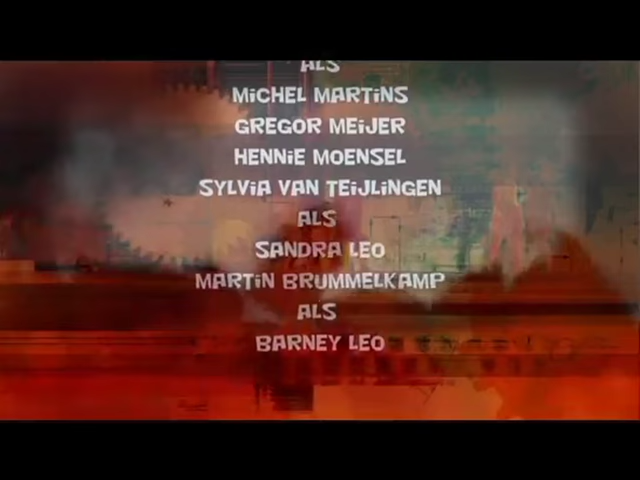 ALS
MICHEL MARTINS
GREGOR MEIJER
HENNIE MOENSEL
SYLVIA VAN TEIJLINGEN
ALS
SANDRA LEO
MARTIN BRUMMELKAMP
ALS
BARNEY LEO